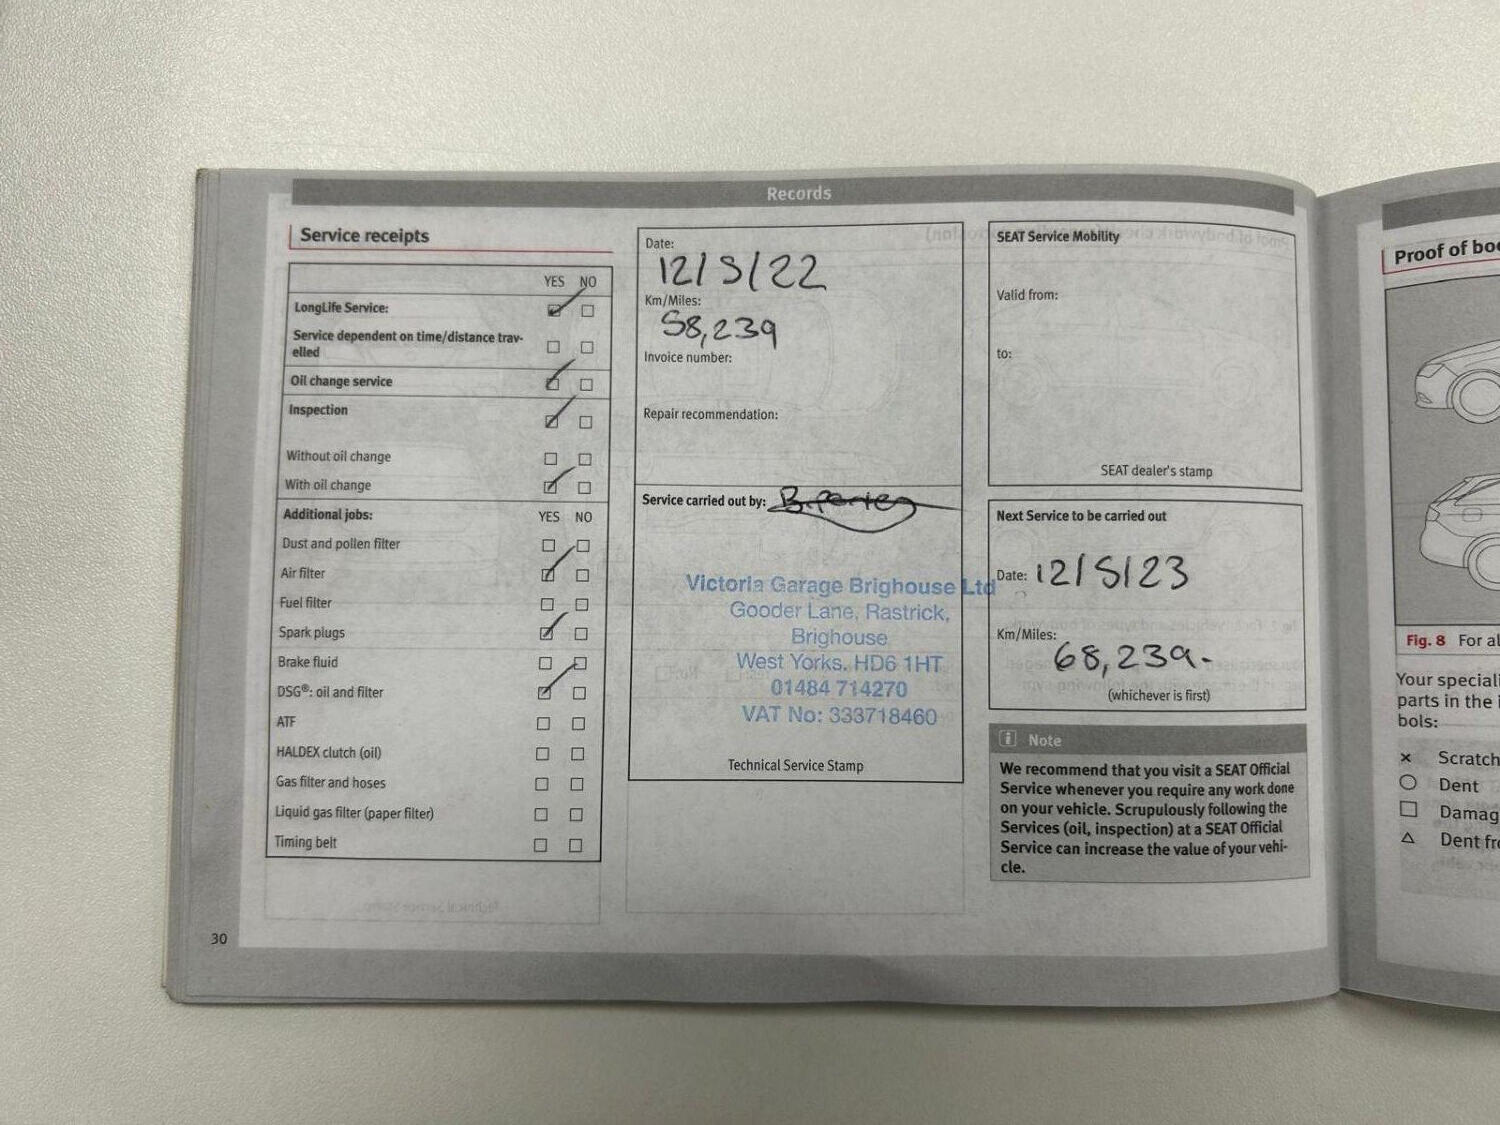 Records
Service receipts
YES NO
LongLife Service:
Service dependent on time/distance trav-
elled
Oil change service
Inspection
Without oil change
With oil change
Additional jobs: YES NO
Dust and pollen filter
Air filter
Fuel filter
Spark plugs
Brake fluid
DSG®: oil and filter
ATF
HALDEX clutch (oil)
Gas filter and hoses
Liquid gas filter (paper filter)
Timing belt
30
Date:
12/5/22
Km/Miles:
58,239
Invoice number:
Repair recommendation:
Service carried out by:
Victoria Garage Brighouse Ltd
Gooder Lane, Rastrick,
Brighouse
West Yorks. HD6 1HT
01484 714270
VAT No: 333718460
Technical Service Stamp
SEAT Service Mobility
Valid from:
to:
SEAT dealer's stamp
Next Service to be carried out
Date: 12/5/23
Km/Miles:
68,239-
(whichever is first)
i Note
We recommend that you visit a SEAT Official
Service whenever you require any work done
on your vehicle. Scrupulously following the
Services (oil, inspection) at a SEAT Official
Service can increase the value of your vehi-
cle.
Proof of bo
Fig. 8 For al
Your speciali
parts in the i
bols:
Scratch
Dent
Damag
Dent fro